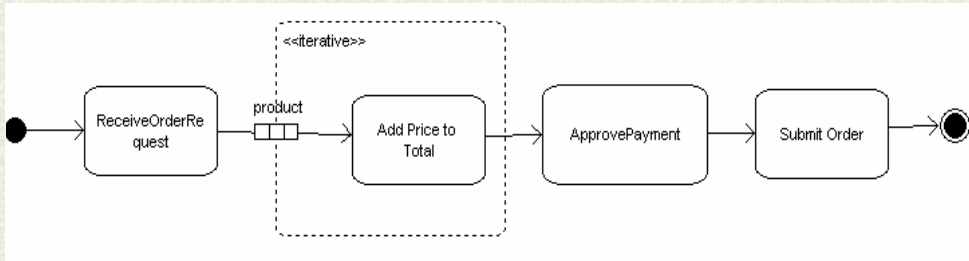 <<iterative>>
product
ReceiveOrderRe
quest
Add Price to
Total
ApprovePayment
Submit Order